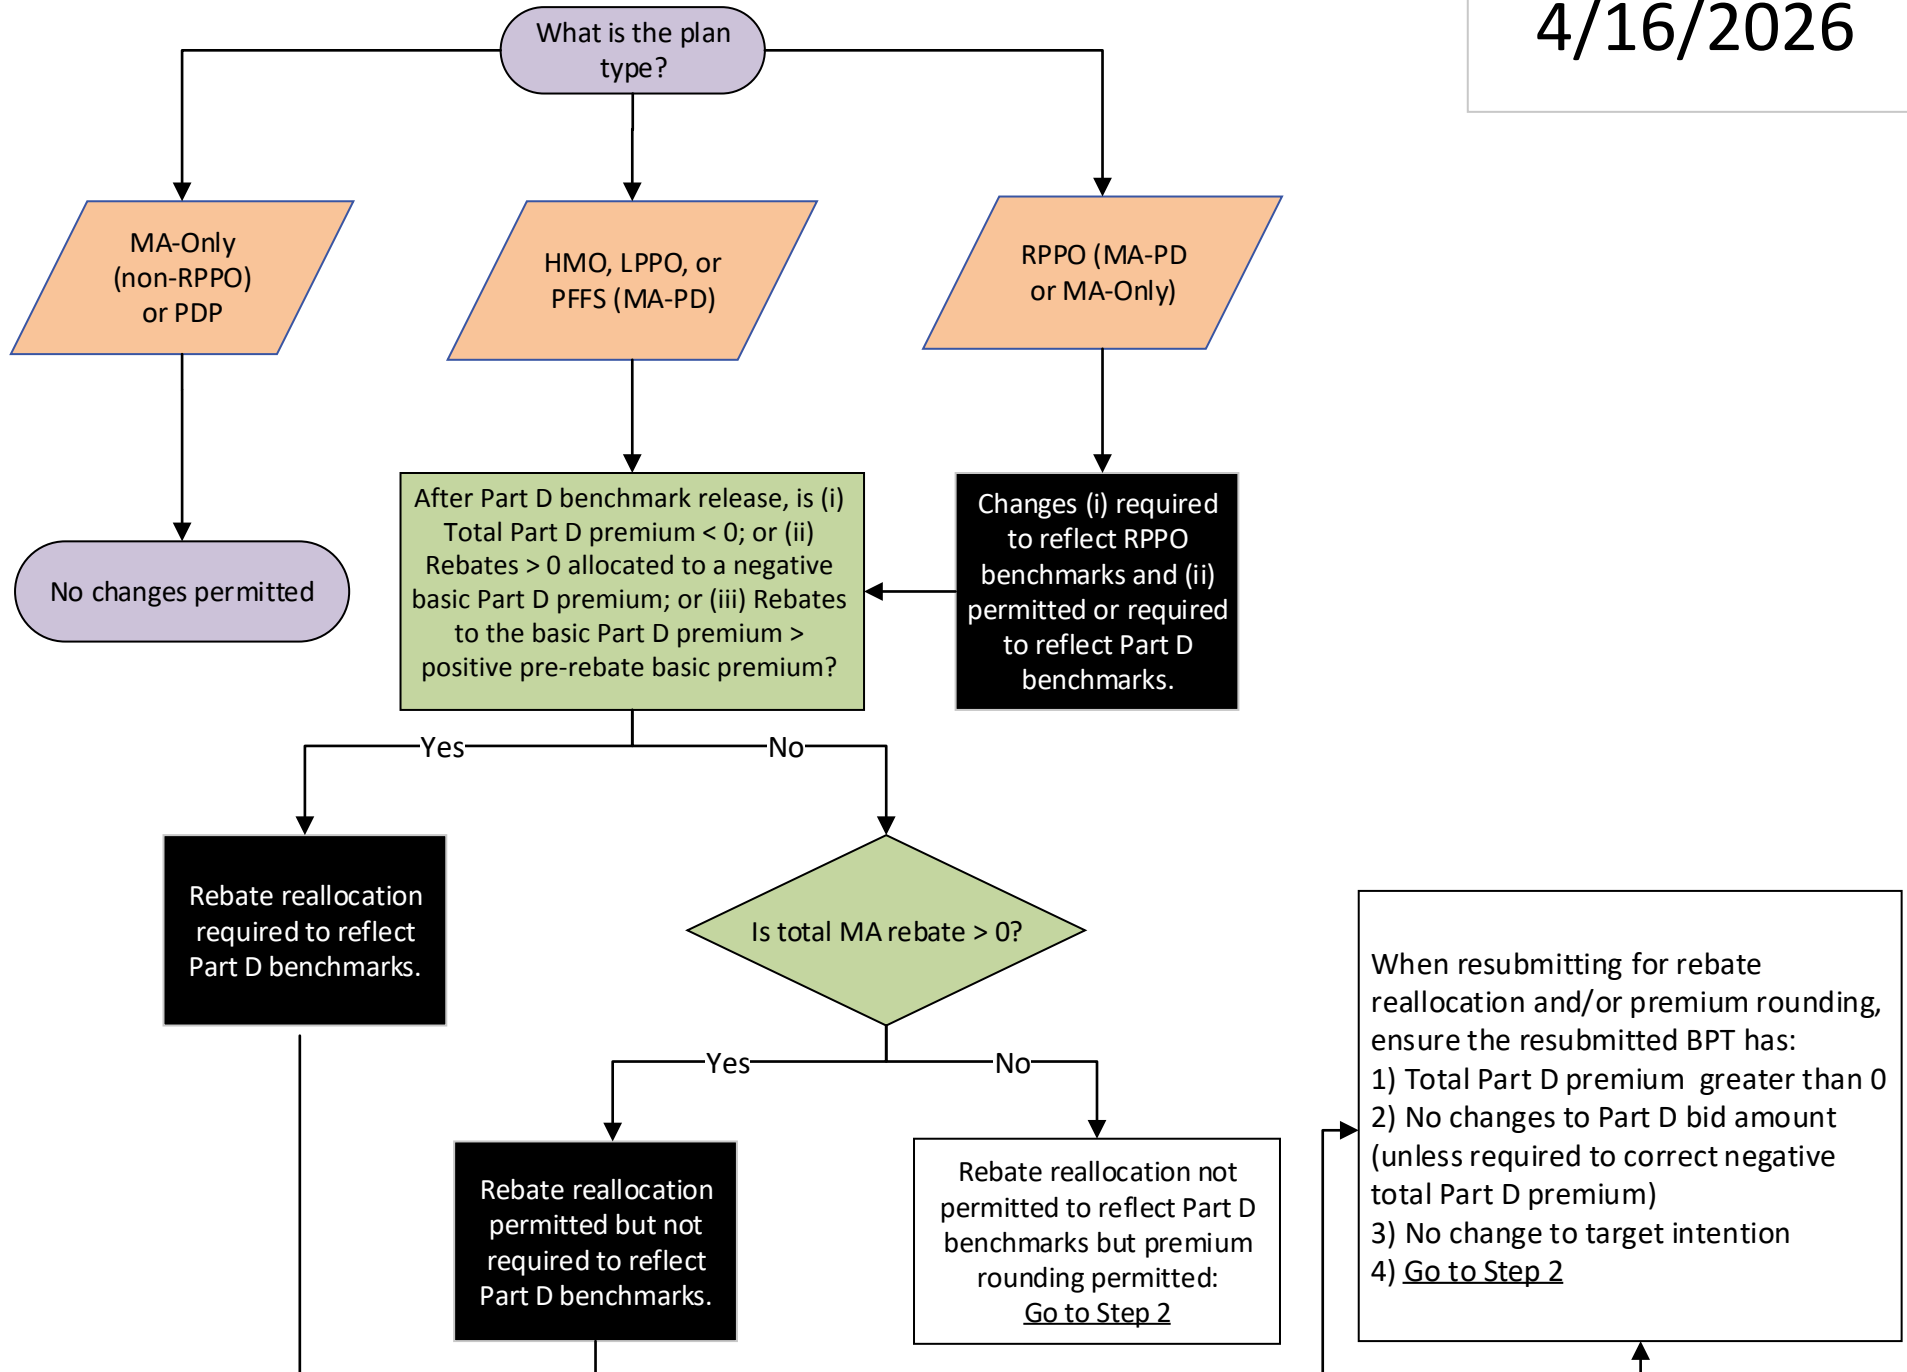 4/16/2026
What is the plan
type?
MA-Only
(non-RPPO)
or PDP
HMO, LPPO, or
PFFS (MA-PD)
RPPO (MA-PD
or MA-Only)
No changes permitted
After Part D benchmark release, is (i)
Total Part D premium < 0; or (ii)
Rebates > 0 allocated to a negative
basic Part D premium; or (iii) Rebates
to the basic Part D premium >
positive pre-rebate basic premium?
Changes (i) required
to reflect RPPO
benchmarks and (ii)
permitted or required
to reflect Part D
benchmarks.
Yes
No
Rebate reallocation
required to reflect
Part D benchmarks.
Is total MA rebate > 0?
Yes
No
Rebate reallocation
permitted but not
required to reflect
Part D benchmarks.
Rebate reallocation not
permitted to reflect Part D
benchmarks but premium
rounding permitted:
Go to Step 2
When resubmitting for rebate
reallocation and/or premium rounding,
ensure the resubmitted BPT has:
1) Total Part D premium greater than 0
2) No changes to Part D bid amount
(unless required to correct negative
total Part D premium)
3) No change to target intention
4) Go to Step 2